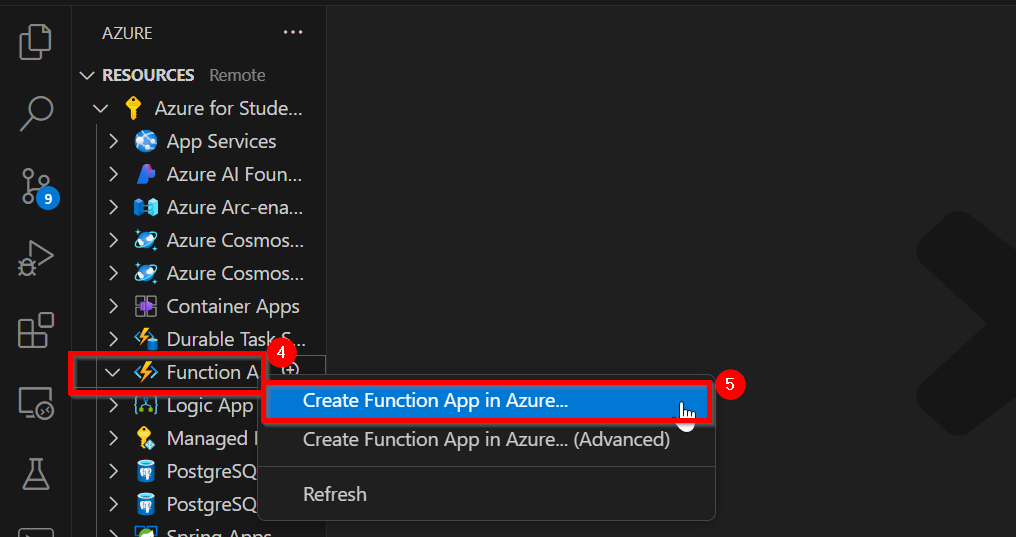 AZURE
RESOURCES Remote
Azure for Stude...
App Services
Azure AI Foun...
Azure Arc-ena...
Azure Cosmos...
Azure Cosmos...
Container Apps
9
Durable Task S...
4
Function A
5
Create Function App in Azure...
Logic App
Create Function App in Azure... (Advanced)
Managed I
PostgreSQ
Refresh
PostgreSQ
Spring Apps